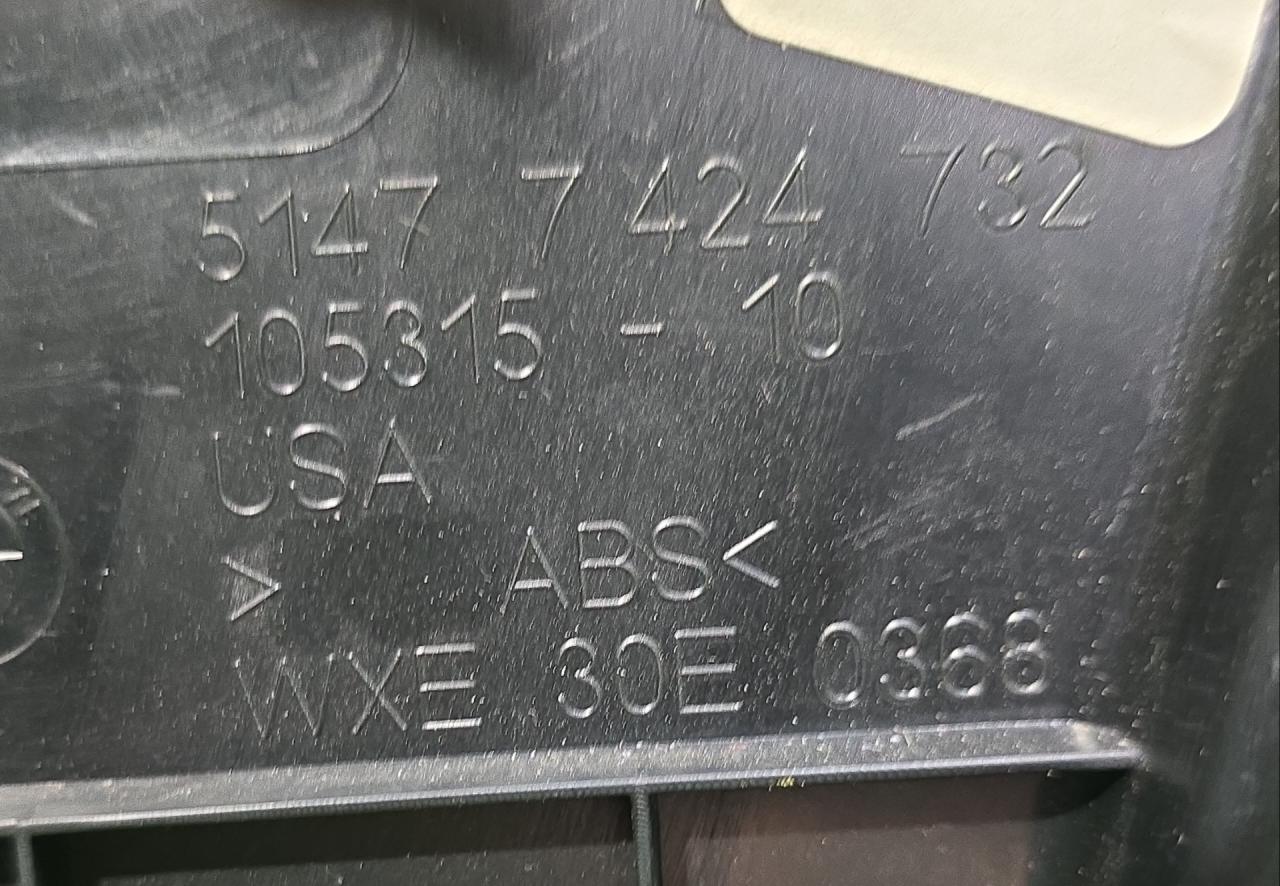 5147 7 424 732
105315 - 10
USA
> ABS<
WXE 30E 0368